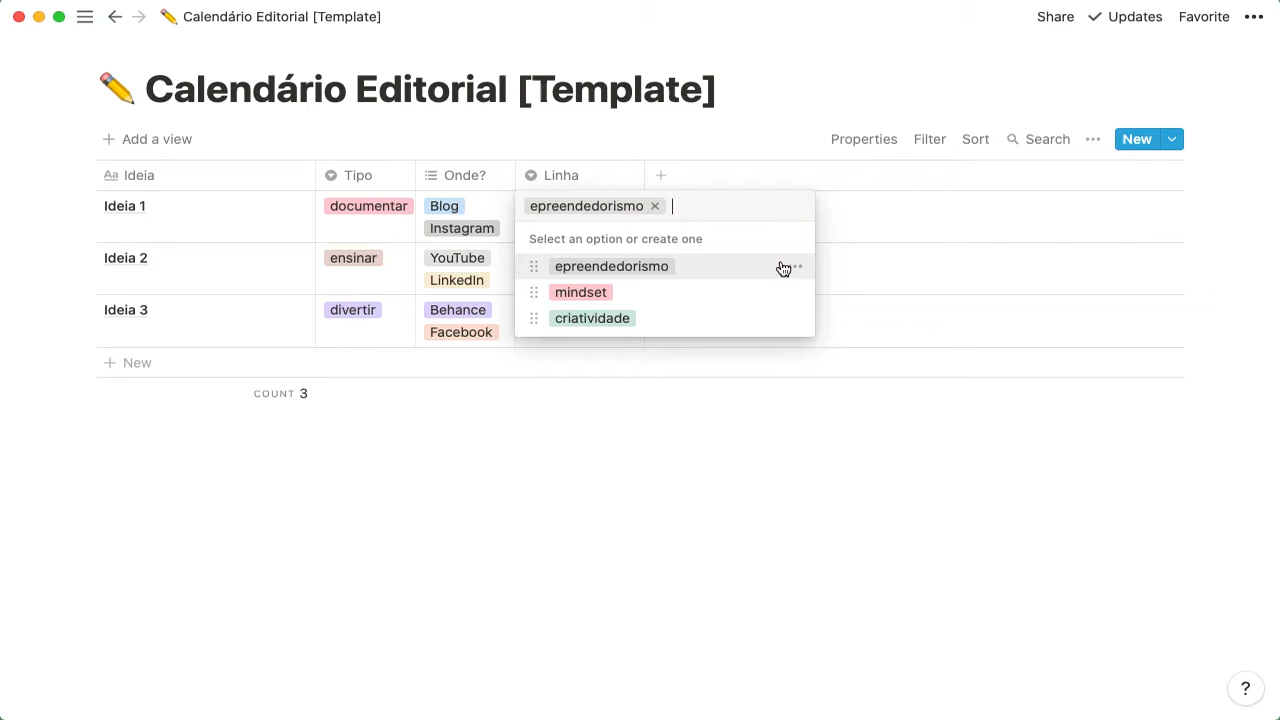 ✏️ Calendário Editorial [Template]
Share ✓ Updates Favorite •••
✏️ Calendário Editorial [Template]
+ Add a view
Properties Filter Sort Search ••• New
Aa Ideia Tipo Onde? Linha +
Ideia 1 documentar Blog epreendedorismo ×
Instagram
Select an option or create one
Ideia 2 ensinar YouTube epreendedorismo
LinkedIn mindset
Ideia 3 divertir Behance criatividade
Facebook
+ New
COUNT 3
?